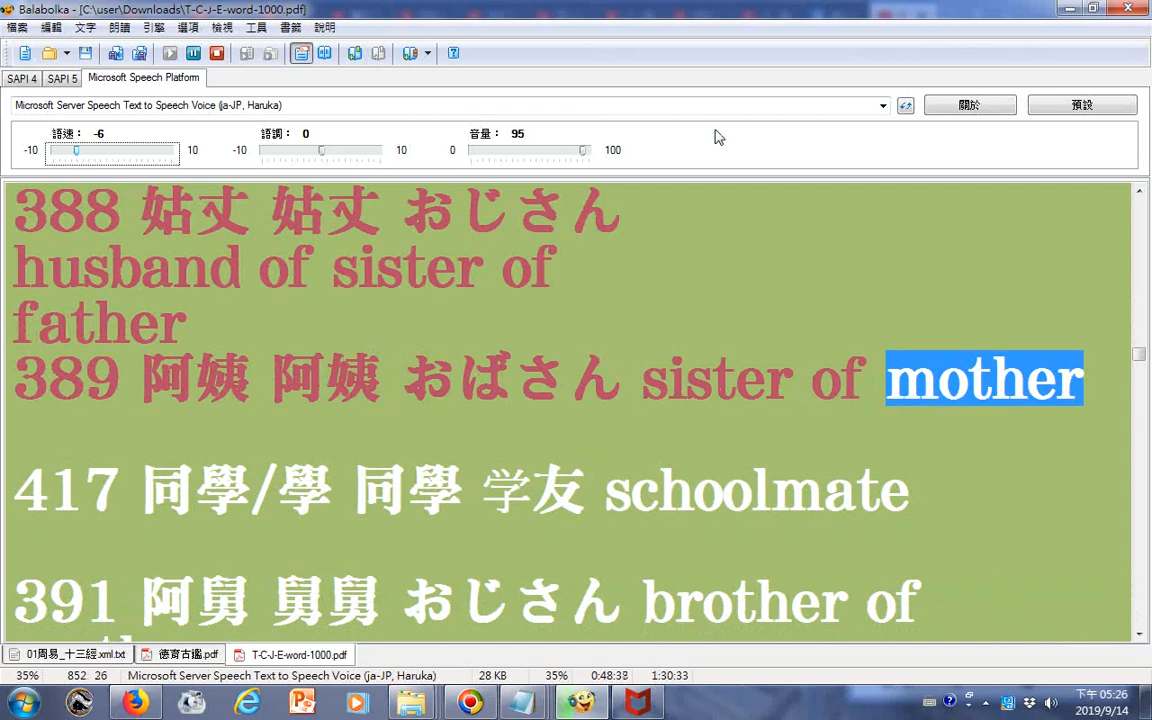 Balabolka - [C:\user\Downloads\T-C-J-E-word-1000.pdf]
檔案 編輯 文字 朗讀 引擎 選項 檢視 工具 書籤 說明
SAPI 4 SAPI 5 Microsoft Speech Platform
Microsoft Server Speech Text to Speech Voice (ja-JP, Haruka) 關於 預設
語速： -6 語調： 0 音量： 95
-10 10 -10 10 0 100
388 姑丈 姑丈 おじさん
husband of sister of
father
389 阿姨 阿姨 おばさん sister of mother
417 同學/學 同學 学友 schoolmate
391 阿舅 舅舅 おじさん brother of
01周易_十三經.xml.txt 德育古鑑.pdf T-C-J-E-word-1000.pdf
35% 852: 26 Microsoft Server Speech Text to Speech Voice (ja-JP, Haruka) 28 KB 35% 0:48:38 1:30:33
下午 05:26
2019/9/14